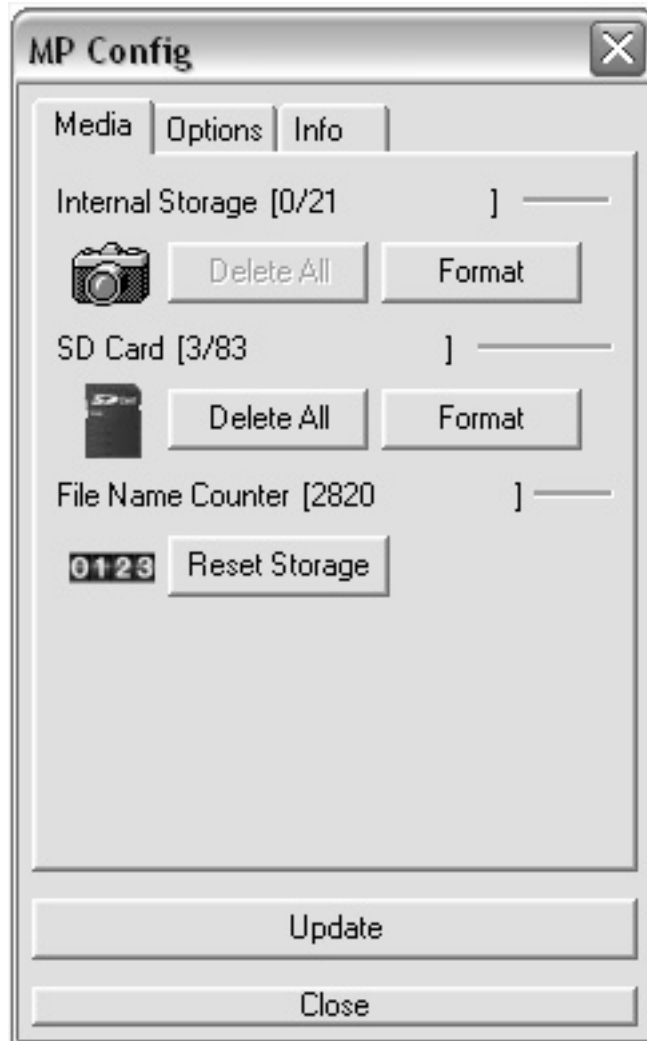 MP Config
Media Options Info
Internal Storage [0/21 ]
Delete All Format
SD Card [3/83 ]
SD
Delete All Format
File Name Counter [2820 ]
0123 Reset Storage
Update
Close